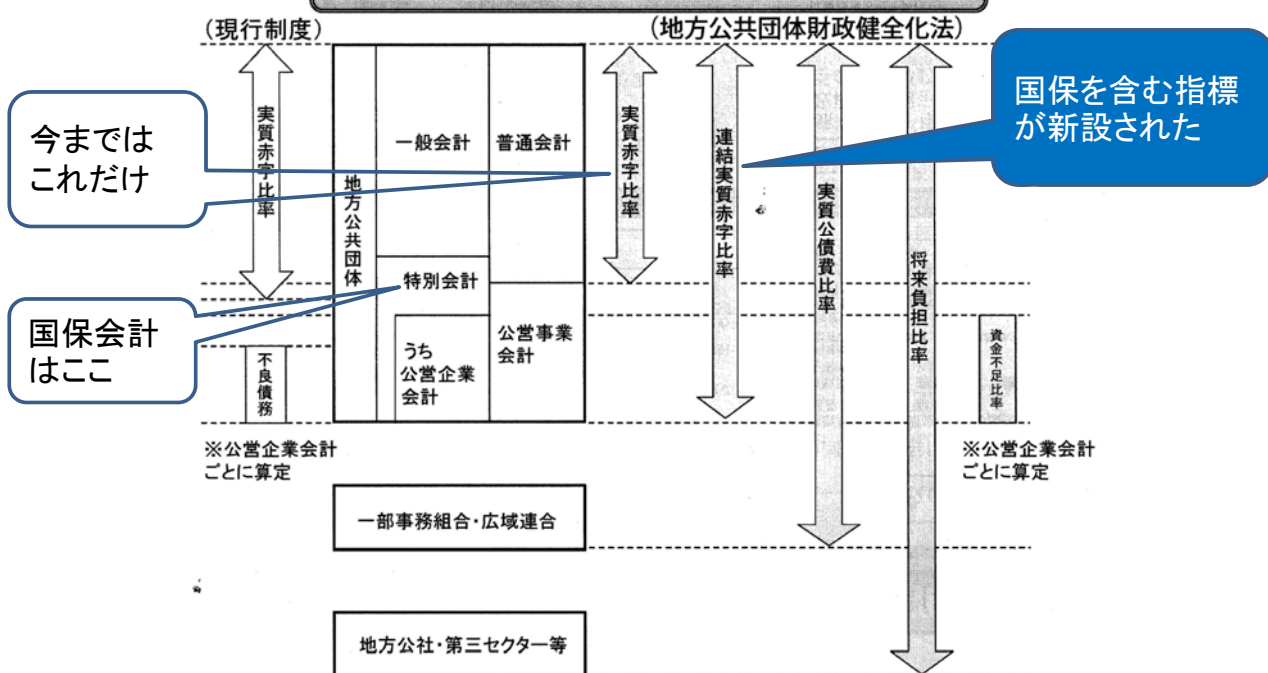 （現行制度）
（地方公共団体財政健全化法）
今までは
これだけ
国保会計
はここ
国保を含む指標
が新設された
実質赤字比率
不良債務
※公営企業会計
ごとに算定
地方公共団体
一般会計
普通会計
特別会計
うち
公営企業
会計
公営事業
会計
一部事務組合・広域連合
地方公社・第三セクター等
実質赤字比率
連結実質赤字比率
実質公債費比率
将来負担比率
資金不足比率
※公営企業会計
ごとに算定